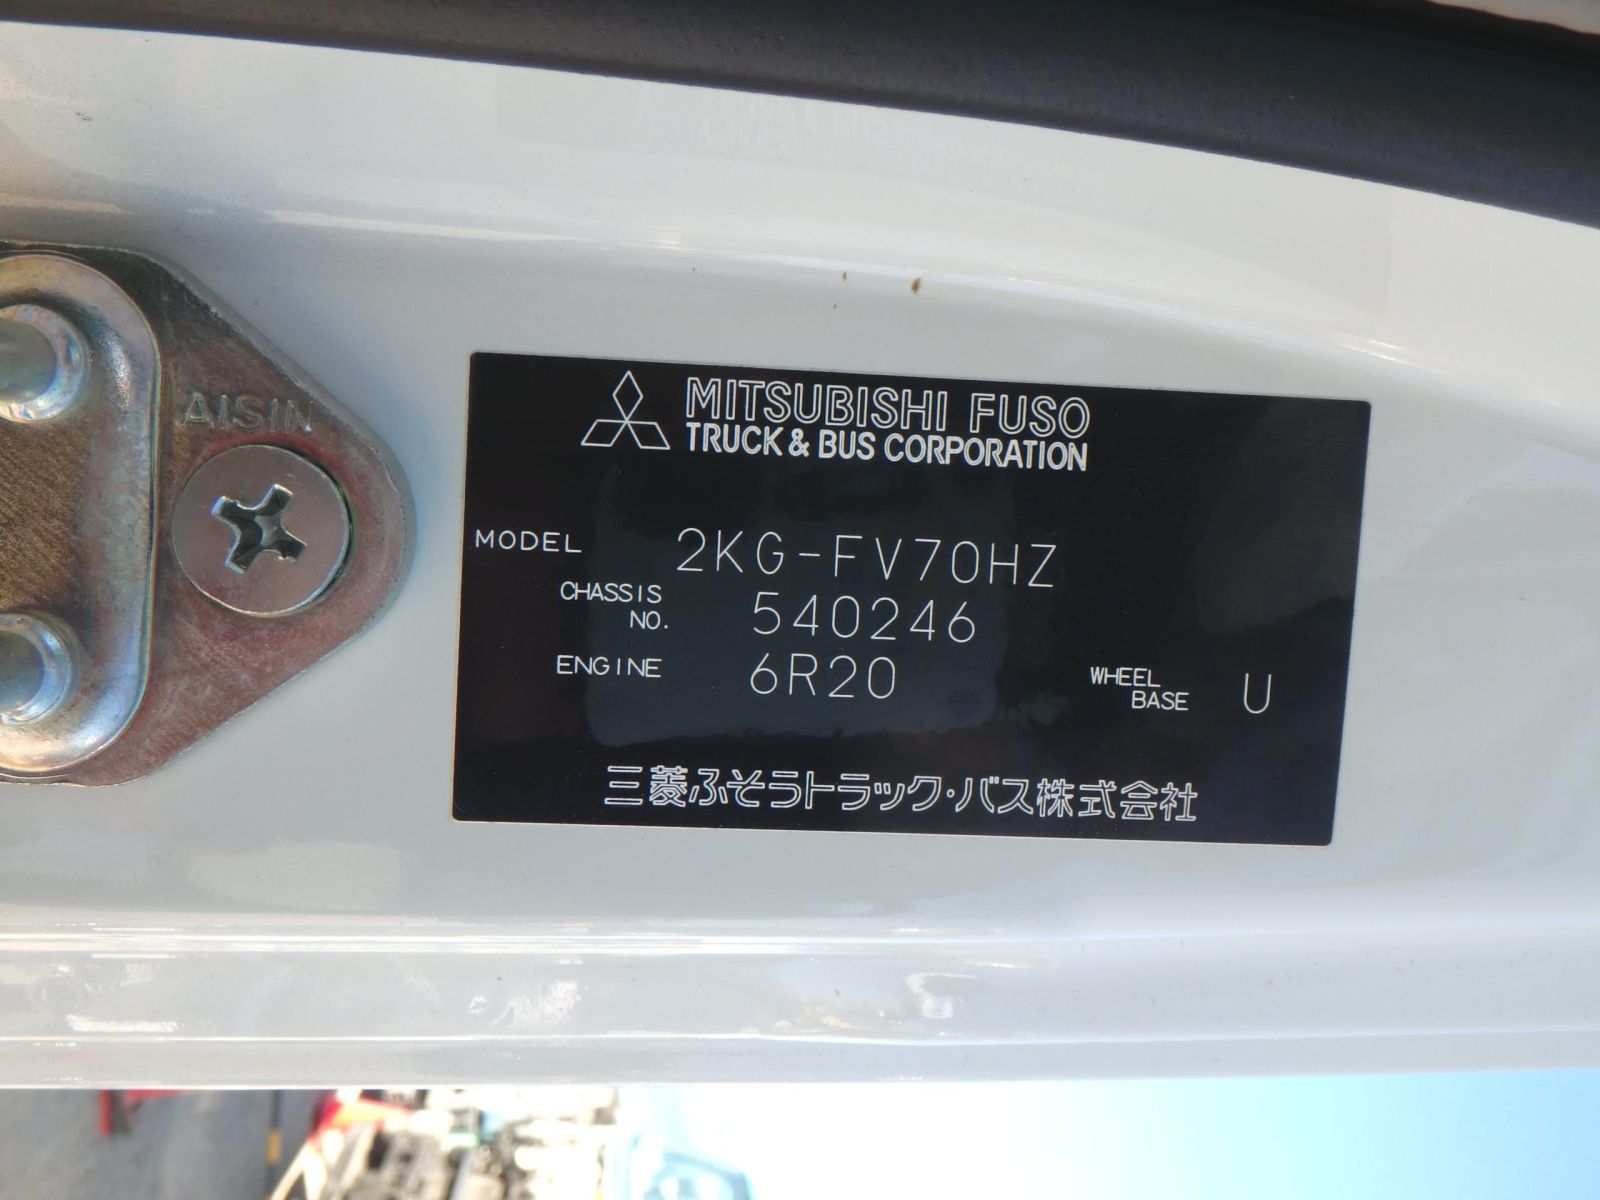 AISIN
MITSUBISHI FUSO
TRUCK & BUS CORPORATION
MODEL 2KG-FV70HZ
CHASSIS
NO. 540246
ENGINE 6R20
WHEEL
BASE U
三菱ふそうトラック・バス株式会社